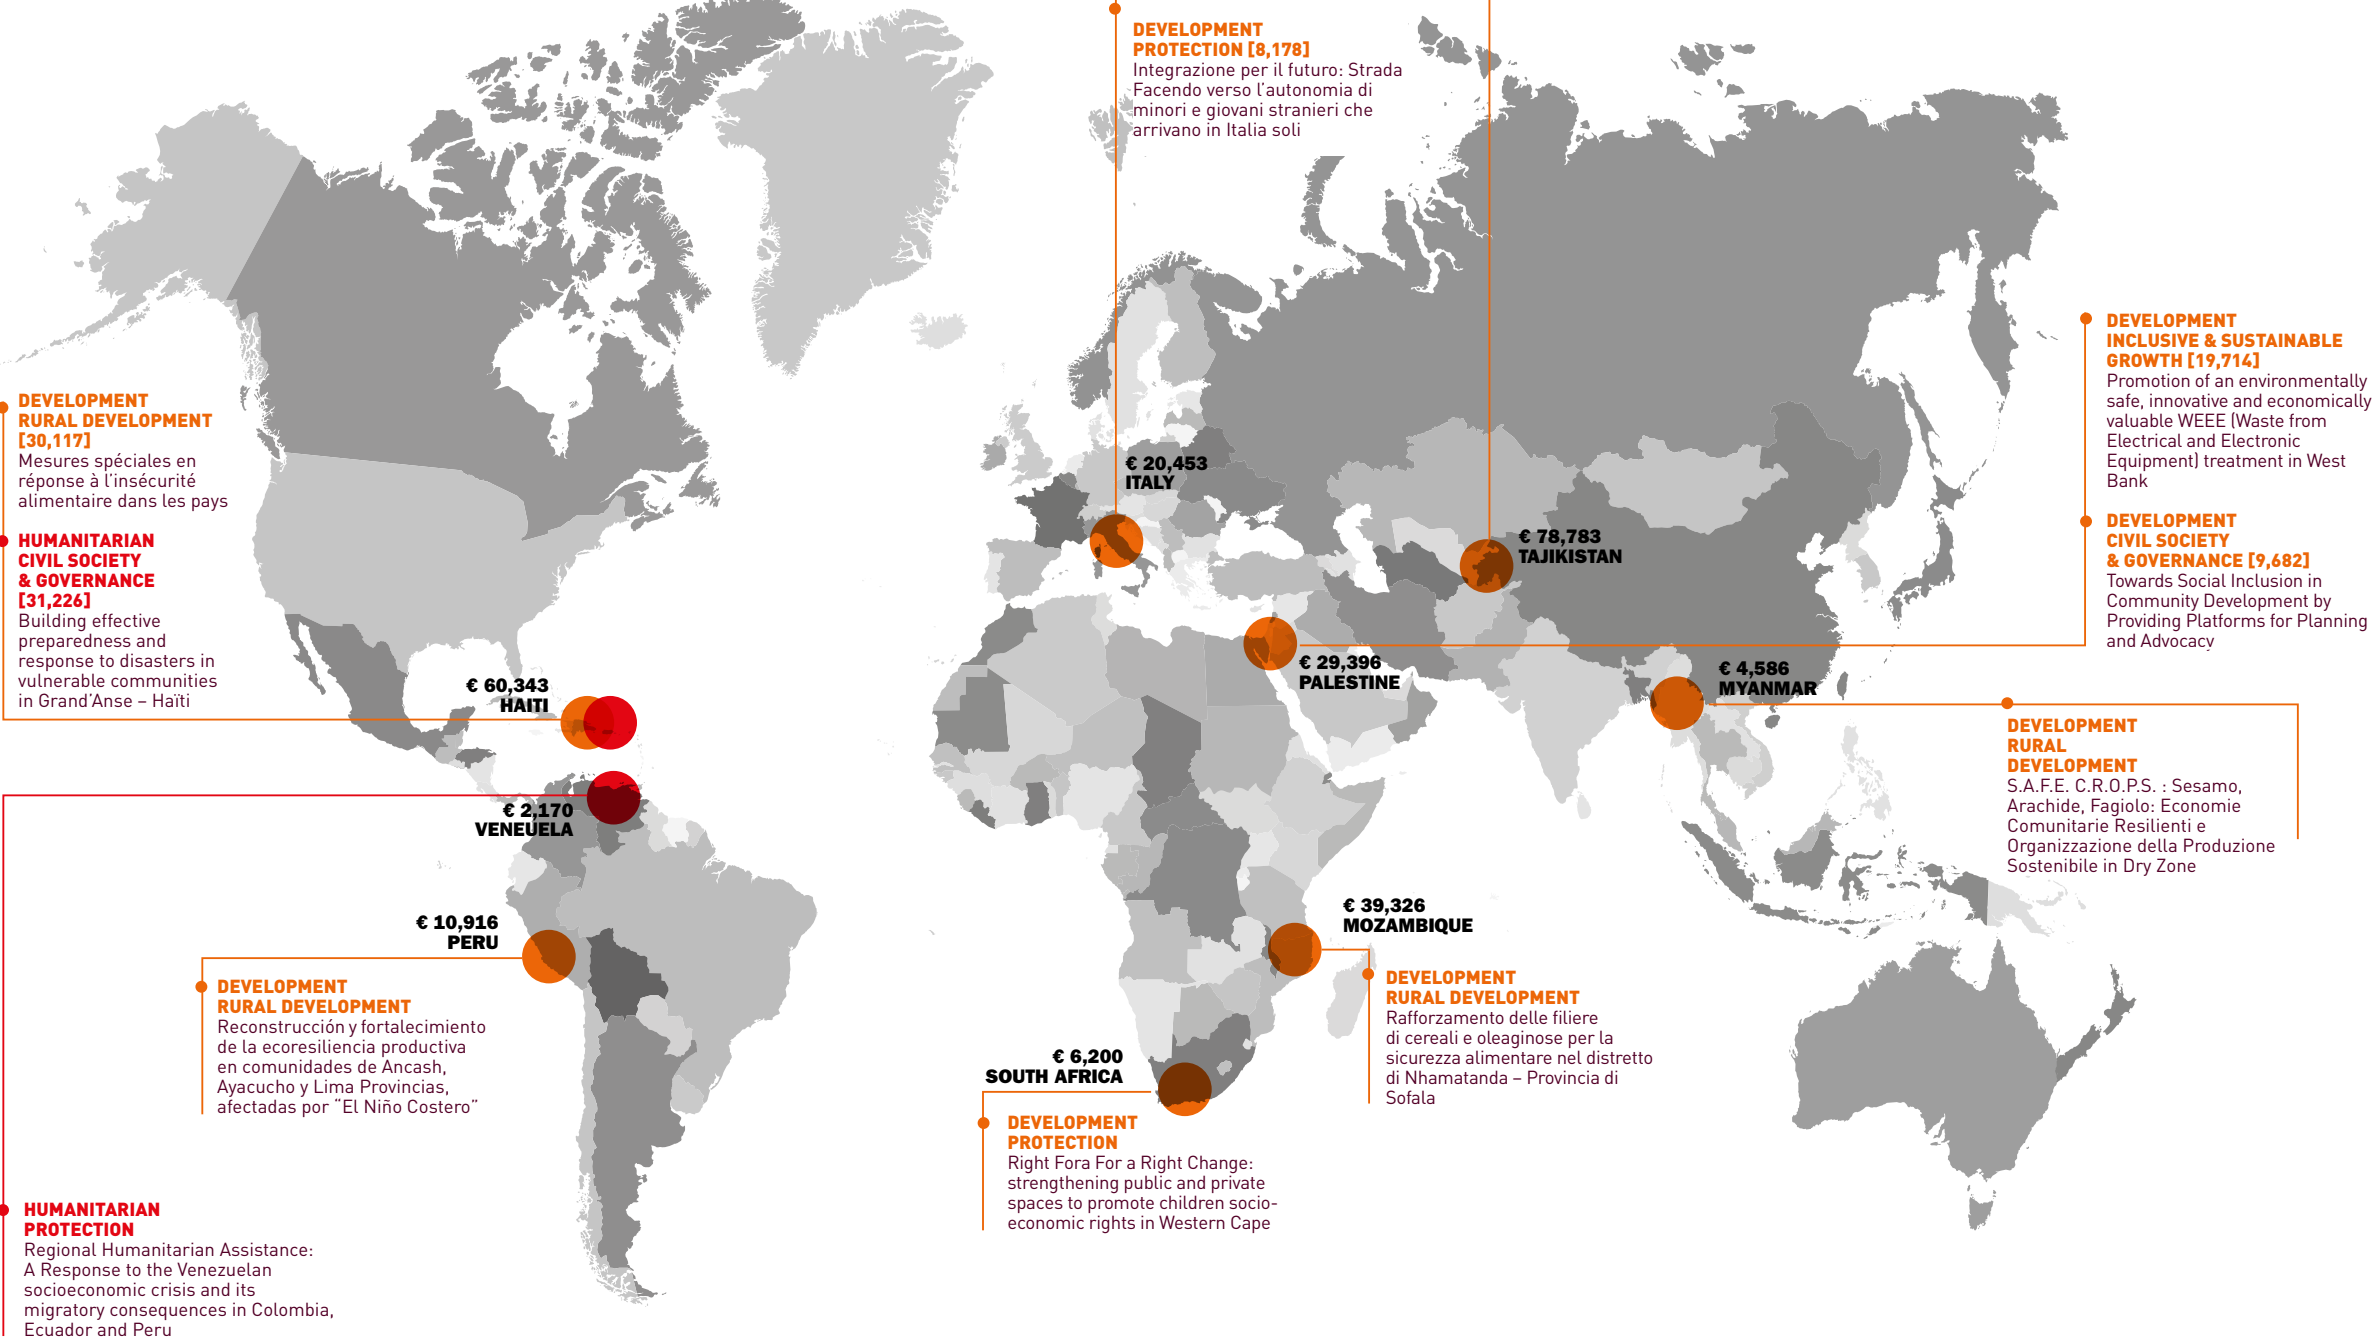 DEVELOPMENT
PROTECTION [8,178]
Integrazione per il futuro: Strada
Facendo verso l'autonomia di
minori e giovani stranieri che
arrivano in Italia soli
DEVELOPMENT
INCLUSIVE & SUSTAINABLE
GROWTH [19,714]
Promotion of an environmentally
safe, innovative and economically
valuable WEEE (Waste from
Electrical and Electronic
Equipment) treatment in West
Bank
DEVELOPMENT
CIVIL SOCIETY
& GOVERNANCE [9,682]
Towards Social Inclusion in
Community Development by
Providing Platforms for Planning
and Advocacy
DEVELOPMENT
RURAL DEVELOPMENT
[30,117]
Mesures spéciales en
réponse à l'insécurité
alimentaire dans les pays
HUMANITARIAN
CIVIL SOCIETY
& GOVERNANCE
[31,226]
Building effective
preparedness and
response to disasters in
vulnerable communities
in Grand'Anse – Haïti
€ 20,453
ITALY
€ 78,783
TAJIKISTAN
€ 29,396
PALESTINE
€ 4,586
MYANMAR
€ 60,343
HAITI
€ 2,170
VENEUELA
DEVELOPMENT
RURAL
DEVELOPMENT
S.A.F.E. C.R.O.P.S. : Sesamo,
Arachide, Fagiolo: Economie
Comunitarie Resilienti e
Organizzazione della Produzione
Sostenibile in Dry Zone
€ 10,916
PERU
DEVELOPMENT
RURAL DEVELOPMENT
Reconstrucción y fortalecimiento
de la ecoresiliencia productiva
en comunidades de Ancash,
Ayacucho y Lima Provincias,
afectadas por “El Niño Costero”
€ 39,326
MOZAMBIQUE
DEVELOPMENT
RURAL DEVELOPMENT
Rafforzamento delle filiere
di cereali e oleaginose per la
sicurezza alimentare nel distretto
di Nhamatanda – Provincia di
Sofala
€ 6,200
SOUTH AFRICA
DEVELOPMENT
PROTECTION
Right Fora For a Right Change:
strengthening public and private
spaces to promote children socio-
economic rights in Western Cape
HUMANITARIAN
PROTECTION
Regional Humanitarian Assistance:
A Response to the Venezuelan
socioeconomic crisis and its
migratory consequences in Colombia,
Ecuador and Peru